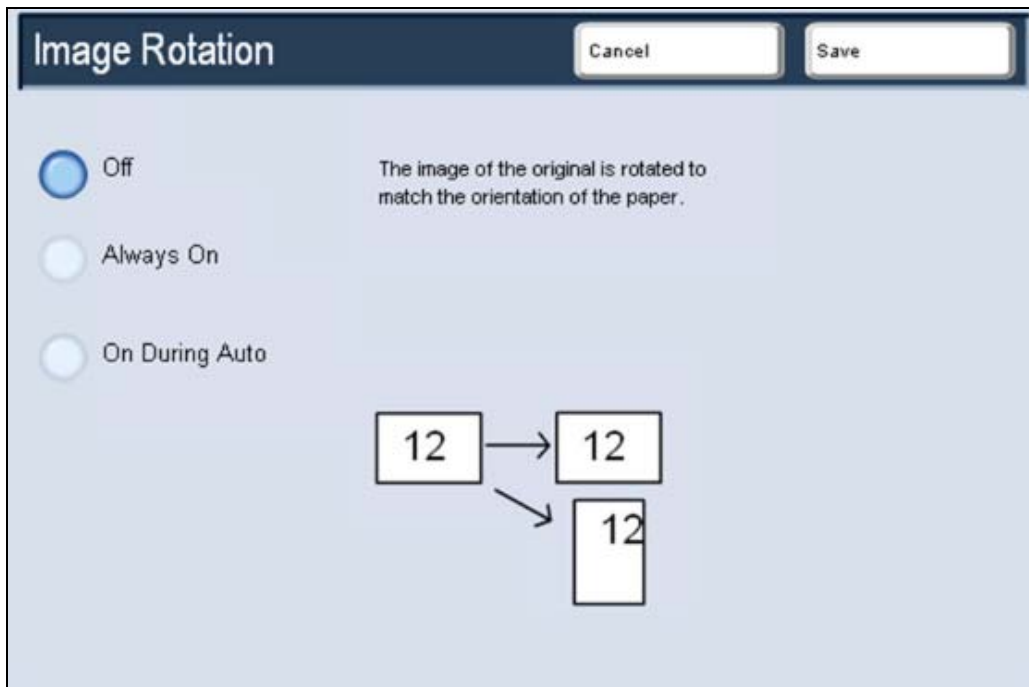 Image Rotation
Cancel
Save
Off
The image of the original is rotated to
match the orientation of the paper.
Always On
On During Auto
12
12
12